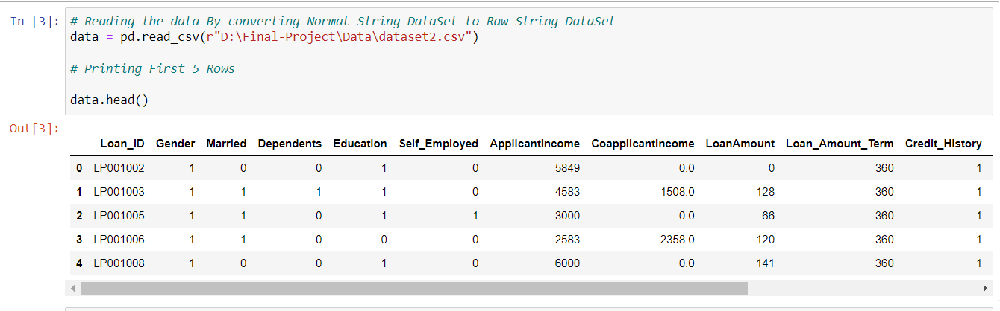 In [3]: # Reading the data By converting Normal String DataSet to Raw String DataSet
data = pd.read_csv(r"D:\Final-Project\Data\dataset2.csv")
# Printing First 5 Rows
data.head()
Out[3]:
Loan_ID Gender Married Dependents Education Self_Employed ApplicantIncome CoapplicantIncome LoanAmount Loan_Amount_Term Credit_History
0 LP001002 1 0 0 1 0 5849 0.0 0 360 1
1 LP001003 1 1 1 1 0 4583 1508.0 128 360 1
2 LP001005 1 1 0 1 1 3000 0.0 66 360 1
3 LP001006 1 1 0 0 0 2583 2358.0 120 360 1
4 LP001008 1 0 0 1 0 6000 0.0 141 360 1